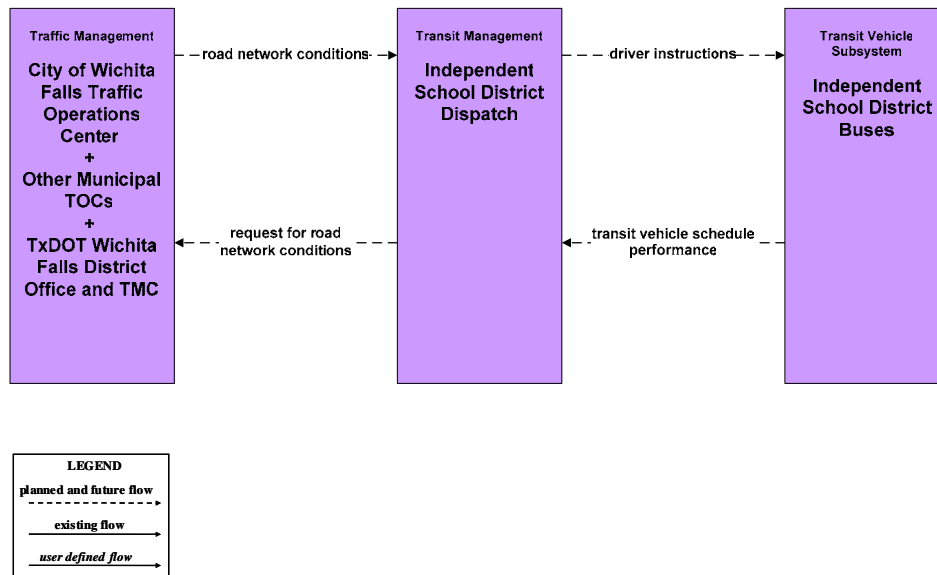 Traffic Management
City of Wichita
Falls Traffic
Operations
Center
+
Other Municipal
TOCs
+
TxDOT Wichita
Falls District
Office and TMC
road network conditions
request for road
network conditions
Transit Management
Independent
School District
Dispatch
driver instructions
transit vehicle schedule
performance
Transit Vehicle
Subsystem
Independent
School District
Buses
LEGEND
planned and future flow
existing flow
user defined flow